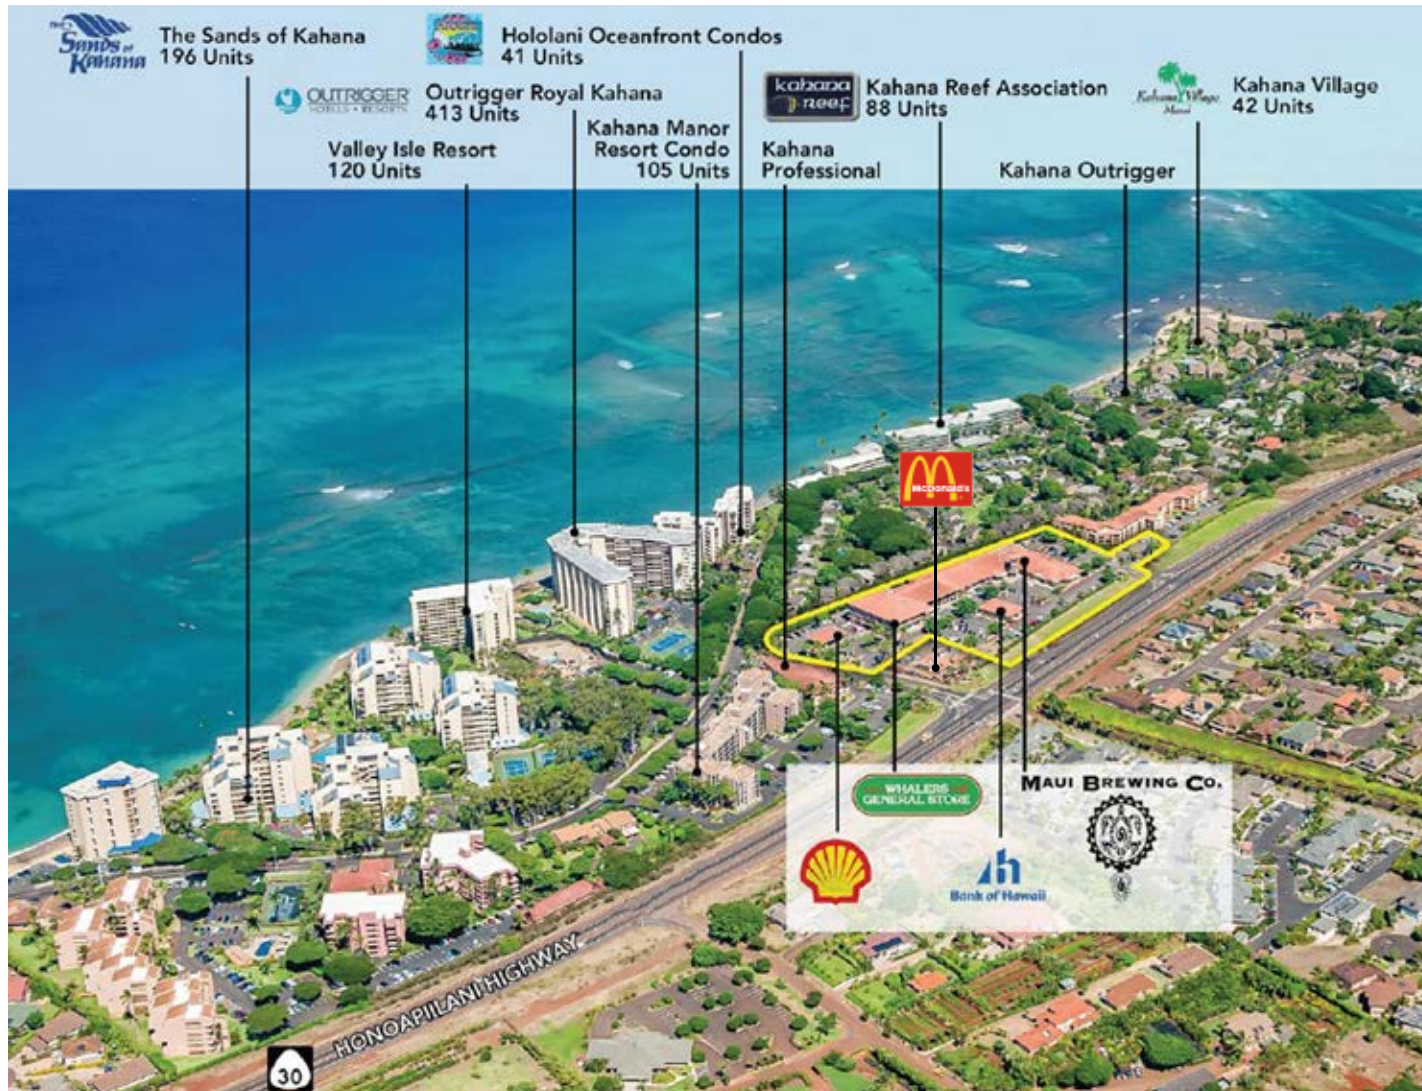 THE
Sands of
Kahana
The Sands of Kahana
196 Units
Hololani Oceanfront Condos
41 Units
OUTRIGGER
HOTELS • RESORTS
Outrigger Royal Kahana
413 Units
kahana
reef
Kahana Reef Association
88 Units
Kahana Village
Maui
Kahana Village
42 Units
Valley Isle Resort
120 Units
Kahana Manor
Resort Condo
105 Units
Kahana
Professional
Kahana Outrigger
McDonald's
WHALERS
GENERAL STORE
MAUI BREWING CO.
Bank of Hawaii
HONOAPIILANI HIGHWAY
30